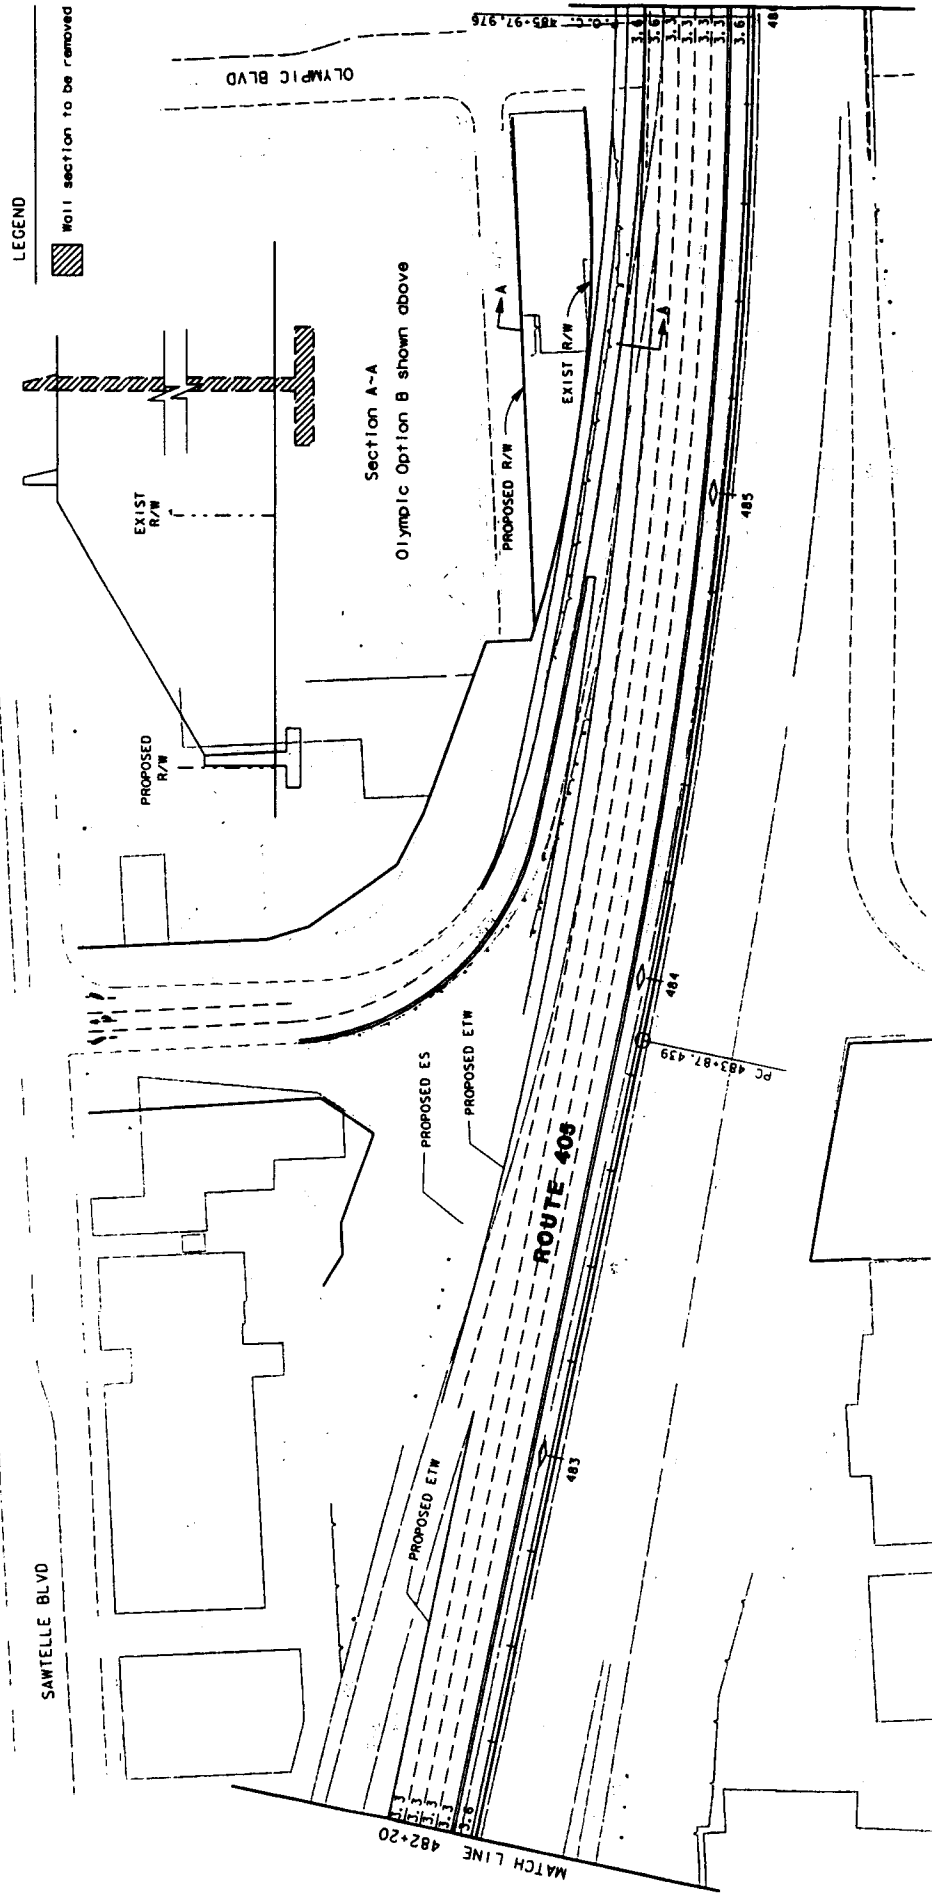 LEGEND
Wall section to be removed
OLYMPIC BLVD
P.O.C. 485+97.976
3.6
3.6
3.3
3.3
3.3
3.3
3.6
EXIST
R/W
PROPOSED
R/W
Section A~A
Olympic Option B shown above
A
A
PROPOSED R/W
EXIST R/W
485
484
483
PC 483+87.439
PROPOSED ES
PROPOSED ETW
ROUTE 405
PROPOSED ETW
SAWTELLE BLVD
3.3
3.3
3.3
3.3
3.6
MATCH LINE 482+20